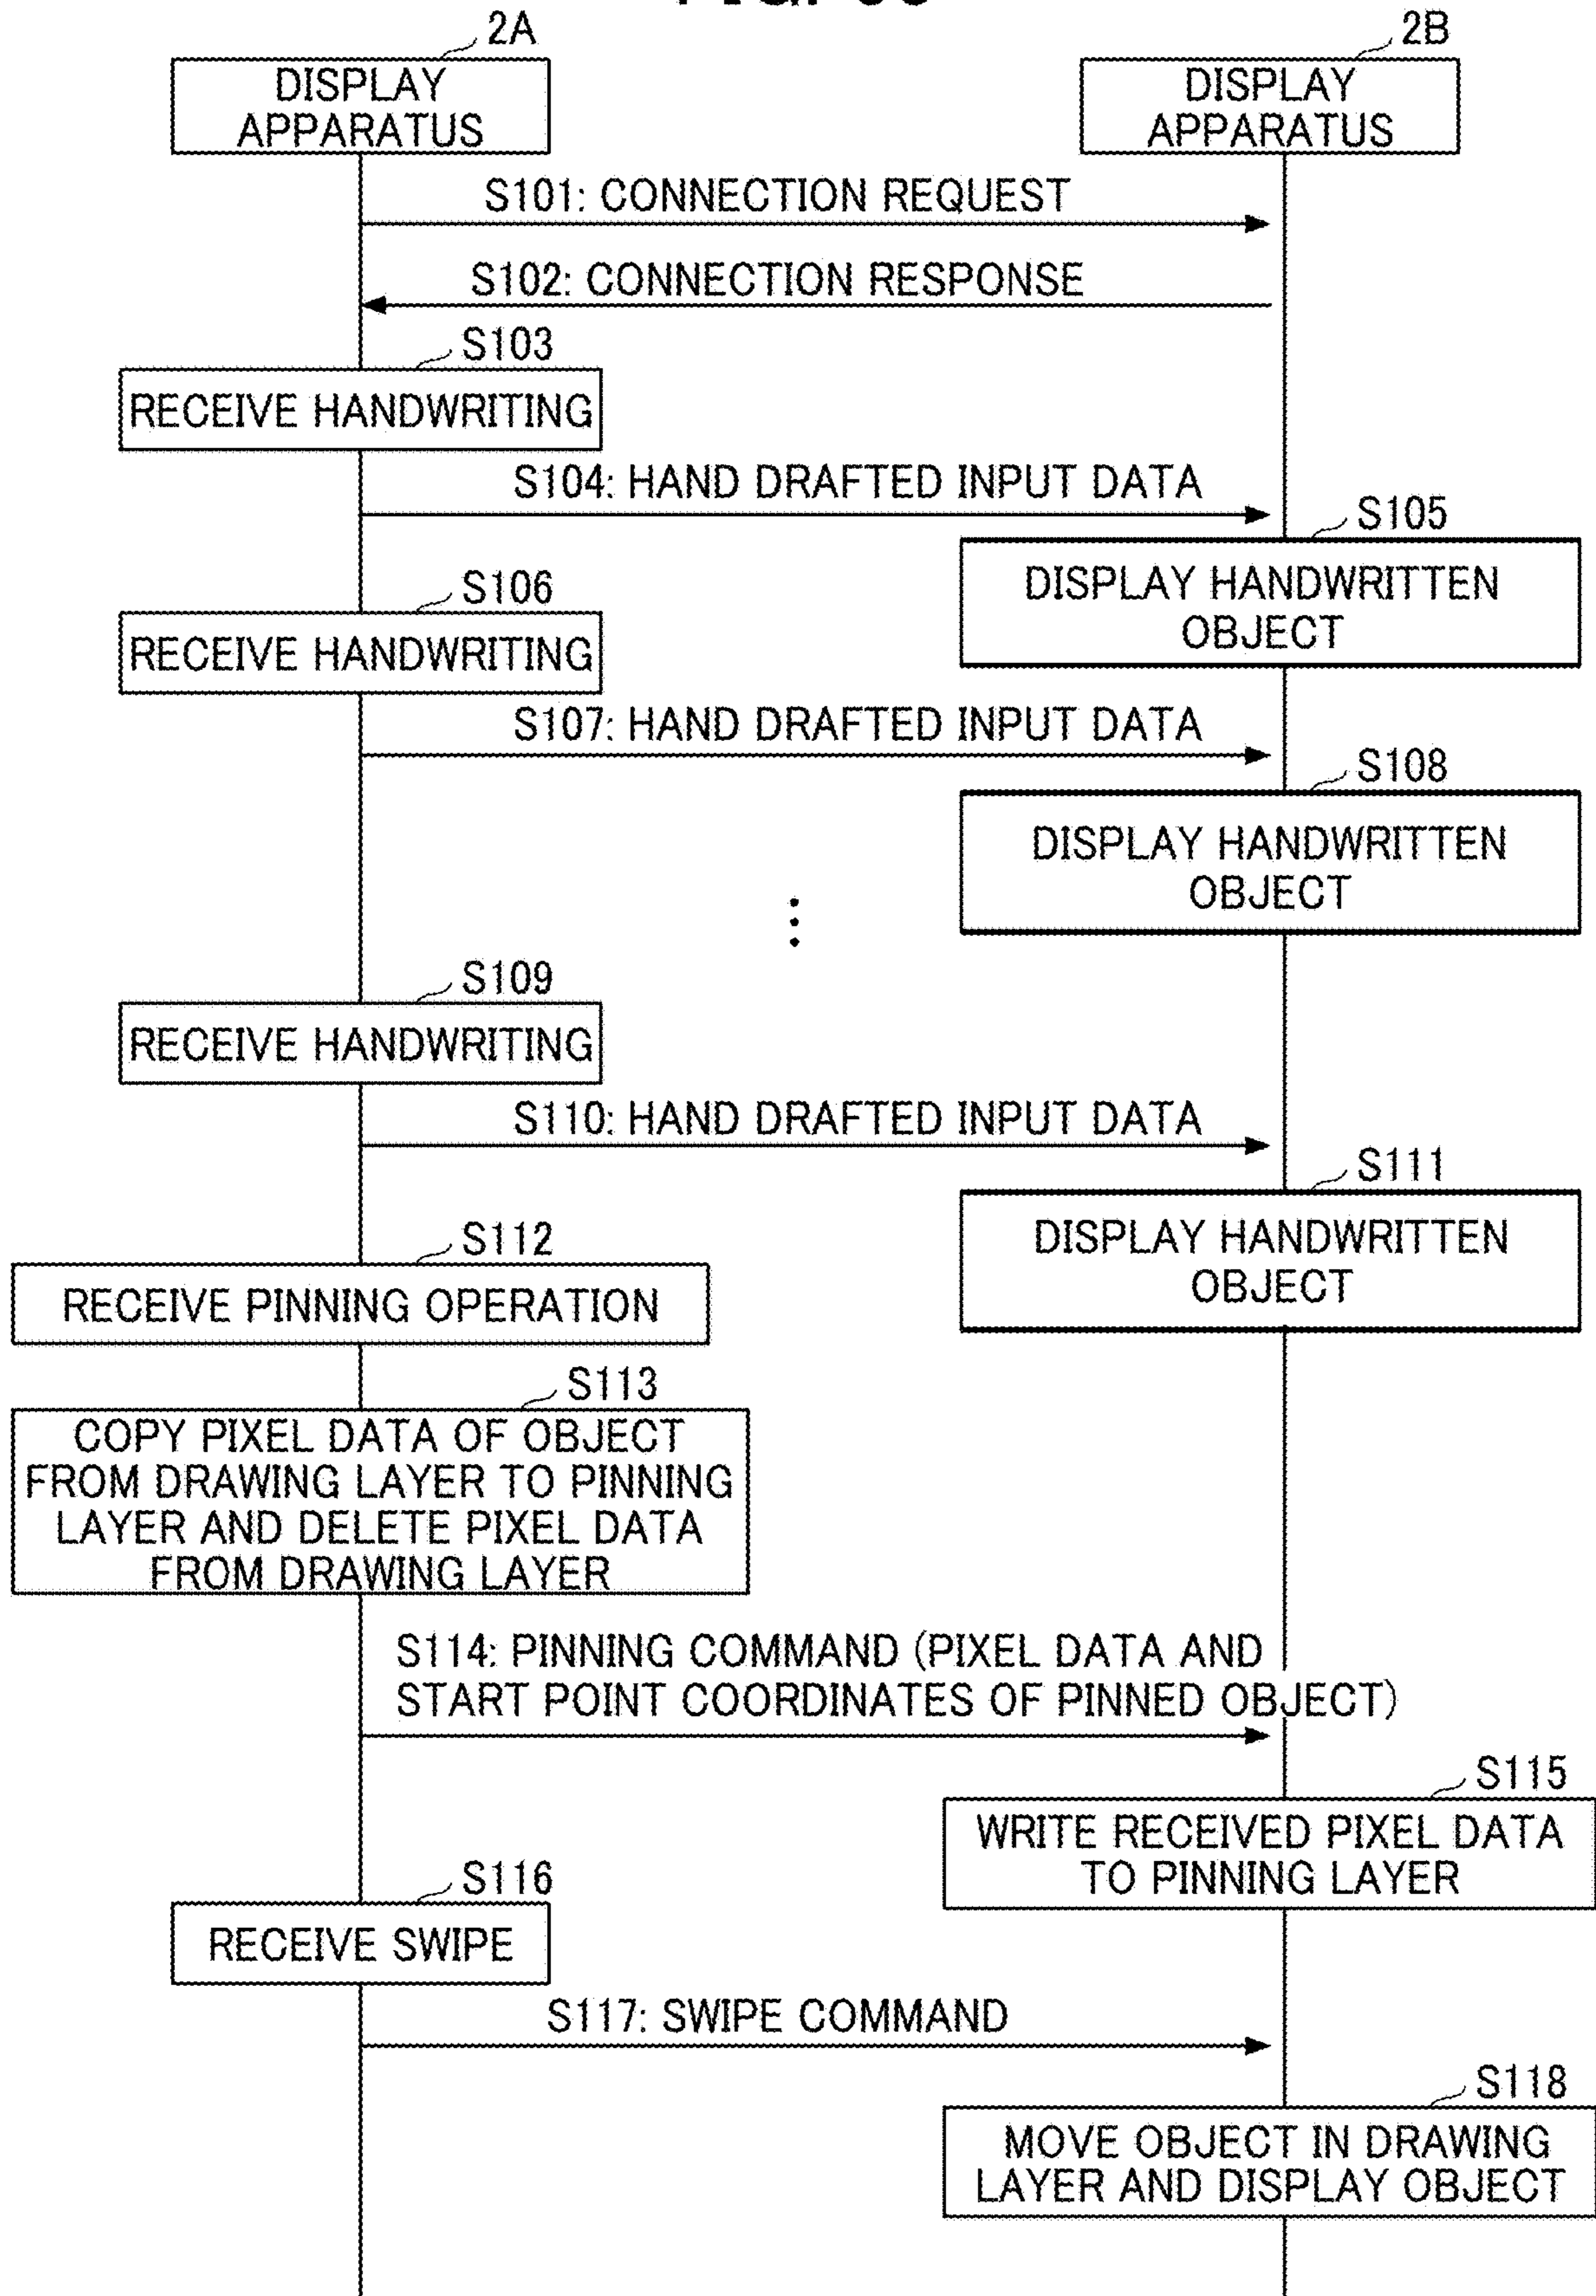 2A
2B
DISPLAY
APPARATUS
DISPLAY
APPARATUS
S101: CONNECTION REQUEST
S102: CONNECTION RESPONSE
S103
RECEIVE HANDWRITING
S104: HAND DRAFTED INPUT DATA
S105
DISPLAY HANDWRITTEN
OBJECT
S106
RECEIVE HANDWRITING
S107: HAND DRAFTED INPUT DATA
S108
DISPLAY HANDWRITTEN
OBJECT
S109
RECEIVE HANDWRITING
S110: HAND DRAFTED INPUT DATA
S111
DISPLAY HANDWRITTEN
OBJECT
S112
RECEIVE PINNING OPERATION
S113
COPY PIXEL DATA OF OBJECT
FROM DRAWING LAYER TO PINNING
LAYER AND DELETE PIXEL DATA
FROM DRAWING LAYER
S114: PINNING COMMAND (PIXEL DATA AND
START POINT COORDINATES OF PINNED OBJECT)
S115
WRITE RECEIVED PIXEL DATA
TO PINNING LAYER
S116
RECEIVE SWIPE
S117: SWIPE COMMAND
S118
MOVE OBJECT IN DRAWING
LAYER AND DISPLAY OBJECT